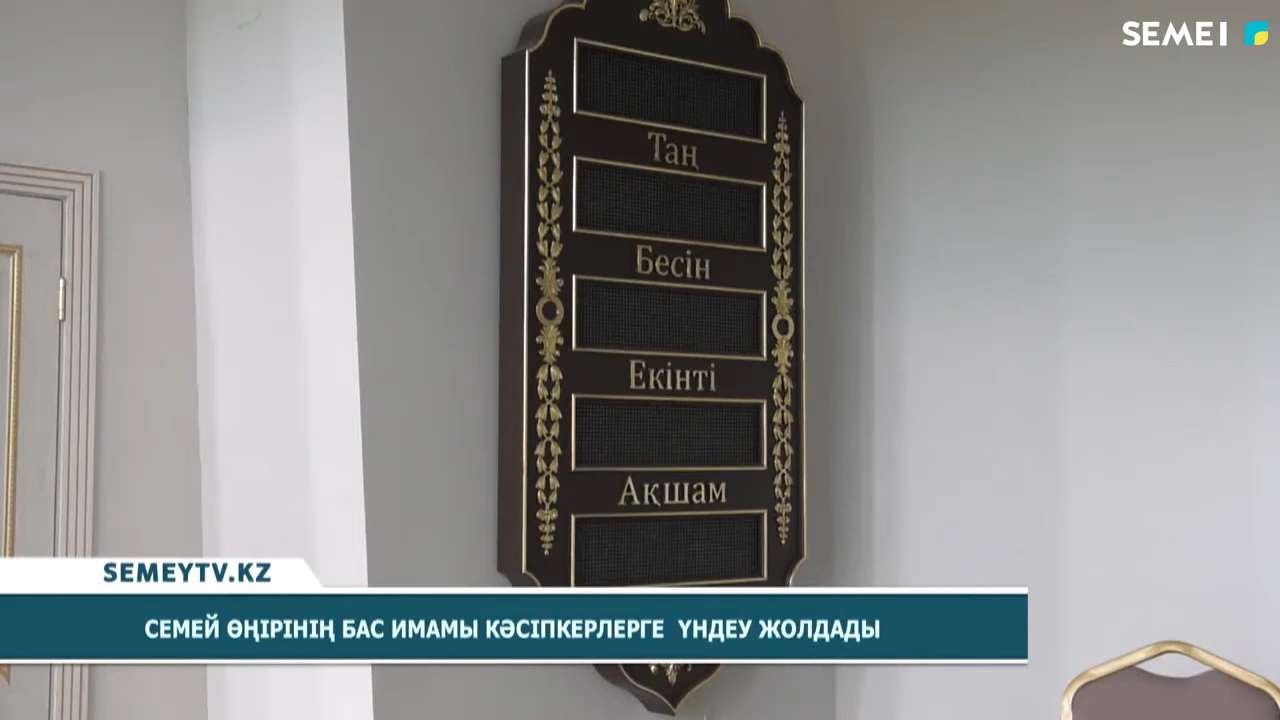 SEMEI
Таң
Бесін
Екінті
Ақшам
SEMEYTV.KZ
СЕМЕЙ ӨҢІРІНІҢ БАС ИМАМЫ КӘСІПКЕРЛЕРГЕ ҮНДЕУ ЖОЛДАДЫ